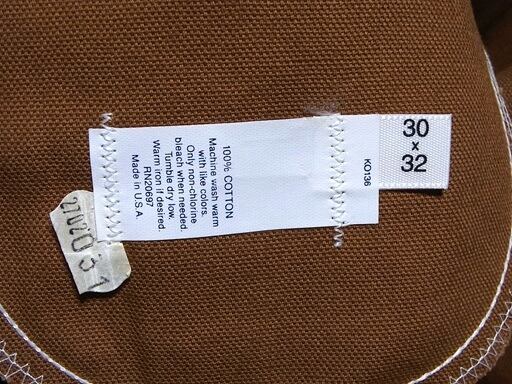 100% COTTON
Machine wash warm
with like colors.
Only non-chlorine
bleach when needed.
Tumble dry low.
Warm iron if desired.
RN20697
Made in U.S.A.
KO136
30
x
32